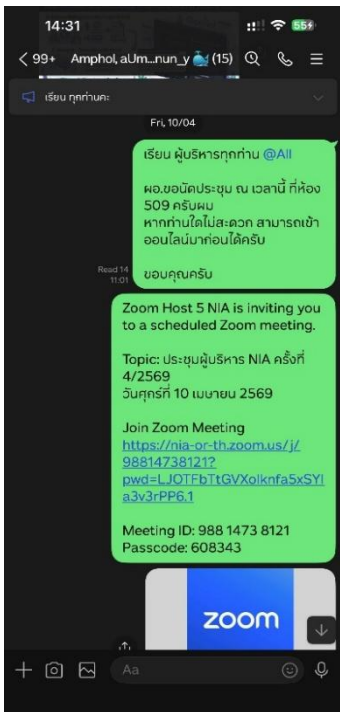 14:31
55
99+ Amphol, aUm...nun_y 🐳 (15)
เรียน ทุกท่านคะ
Fri, 10/04
เรียน ผู้บริหารทุกท่าน @All
ผอ.ขอนัดประชุม ณ เวลานี้ ที่ห้อง
509 ครับผม
หากท่านใดไม่สะดวก สามารถเข้า
ออนไลน์มาก่อนได้ครับ
ขอบคุณครับ
Read 14
11:01
Zoom Host 5 NIA is inviting you
to a scheduled Zoom meeting.
Topic: ประชุมผู้บริหาร NIA ครั้งที่
4/2569
วันศุกร์ที่ 10 เมษายน 2569
Join Zoom Meeting
https://nia-or-th.zoom.us/j/
98814738121?
pwd=LJOTFbTtGVXolknfa5xSYl
a3v3rPP6.1
Meeting ID: 988 1473 8121
Passcode: 608343
zoom
Aa